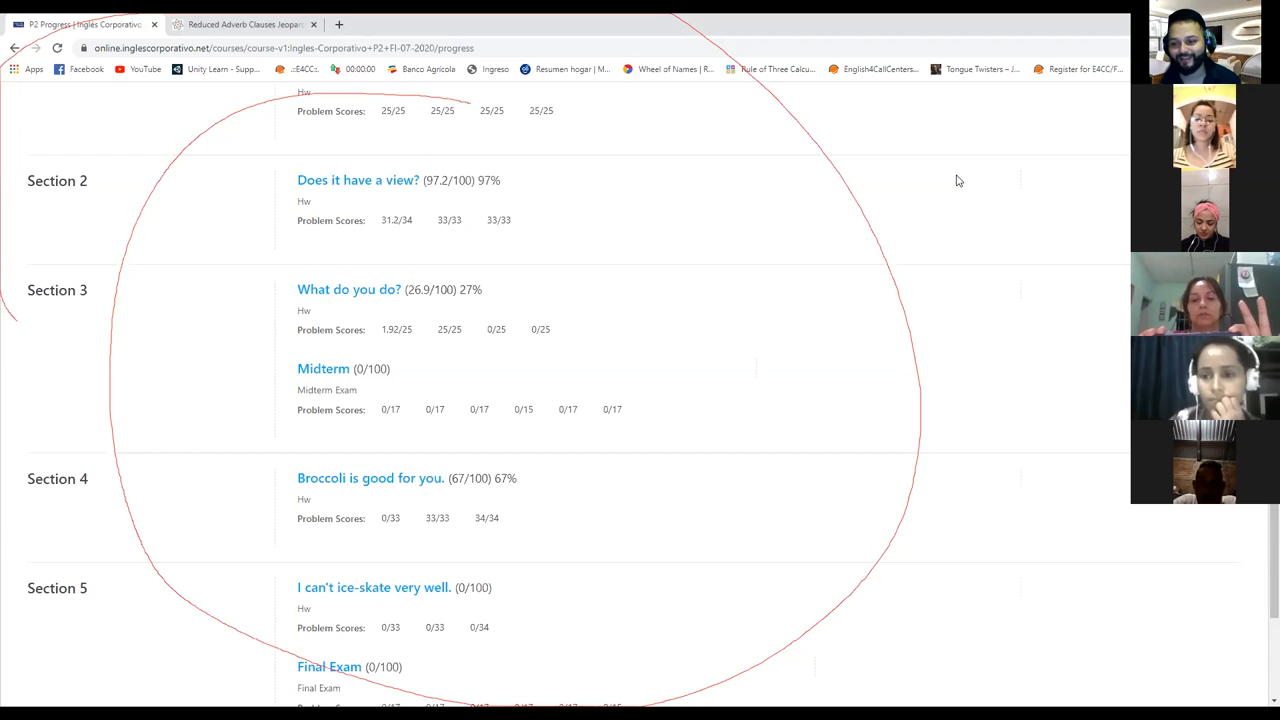 P2 Progress | Inglés Corporativo
Reduced Adverb Clauses Jeopar
online.inglescorporativo.net/courses/course-v1:Ingles-Corporativo+P2+FI-07-2020/progress
Apps Facebook YouTube Unity Learn - Supp... .::E4CC:. 00:00:00 Banco Agrícola Ingreso Resumen hogar | M... Wheel of Names | R... Rule of Three Calcu... English4CallCenters... Tongue Twisters – J... Register for E4CC/F...
Hw
Problem Scores: 25/25 25/25 25/25 25/25
Section 2
Does it have a view? (97.2/100) 97%
Hw
Problem Scores: 31.2/34 33/33 33/33
Section 3
What do you do? (26.9/100) 27%
Hw
Problem Scores: 1.92/25 25/25 0/25 0/25
Midterm (0/100)
Midterm Exam
Problem Scores: 0/17 0/17 0/17 0/15 0/17 0/17
Section 4
Broccoli is good for you. (67/100) 67%
Hw
Problem Scores: 0/33 33/33 34/34
Section 5
I can't ice-skate very well. (0/100)
Hw
Problem Scores: 0/33 0/33 0/34
Final Exam (0/100)
Final Exam